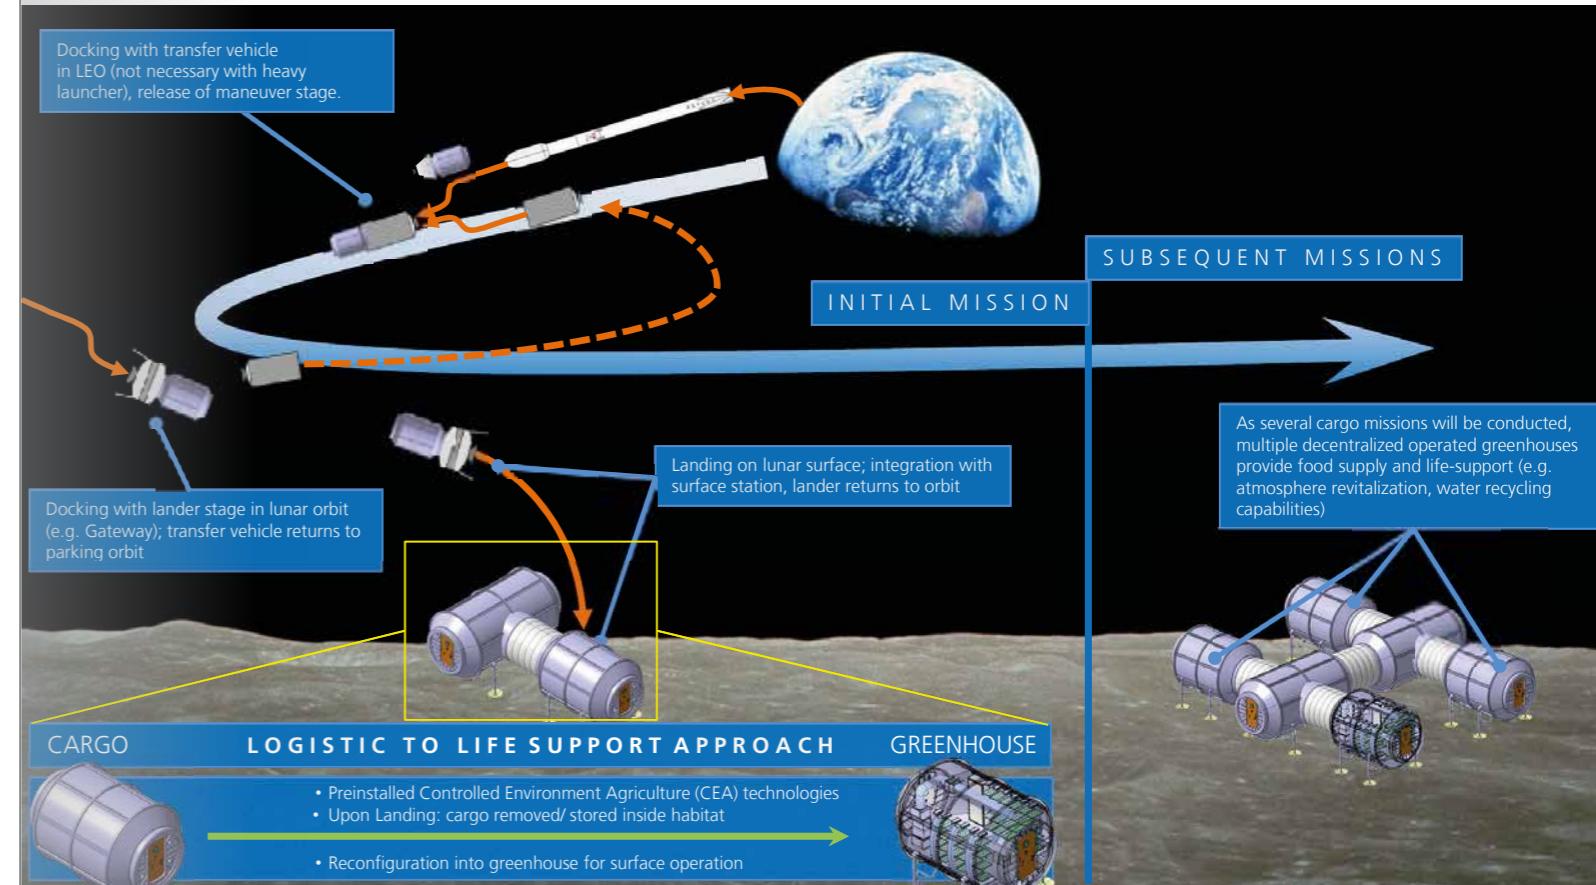 Docking with transfer vehicle
in LEO (not necessary with heavy
launcher), release of maneuver stage.
SUBSEQUENT MISSIONS
INITIAL MISSION
As several cargo missions will be conducted,
multiple decentralized operated greenhouses
provide food supply and life-support (e.g.
atmosphere revitalization, water recycling
capabilities)
Landing on lunar surface; integration with
surface station, lander returns to orbit
Docking with lander stage in lunar orbit
(e.g. Gateway); transfer vehicle returns to
parking orbit
CARGO LOGISTIC TO LIFE SUPPORT APPROACH GREENHOUSE
• Preinstalled Controlled Environment Agriculture (CEA) technologies
• Upon Landing: cargo removed/ stored inside habitat
• Reconfiguration into greenhouse for surface operation